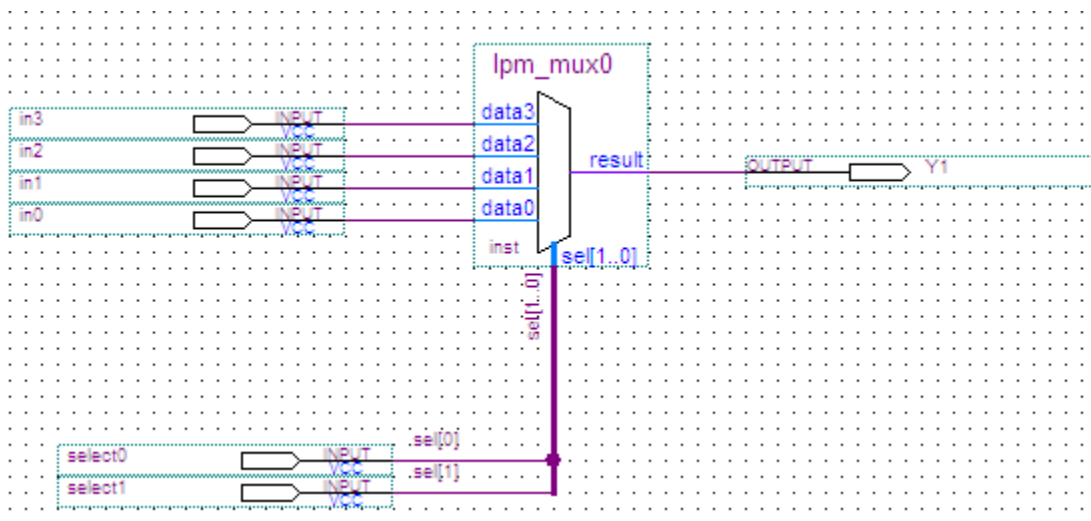 lpm_mux0
in3 INPUT VCC data3
in2 INPUT VCC data2
in1 INPUT VCC data1
in0 INPUT VCC data0
result OUTPUT Y1
inst sel[1..0]
sel[1..0]
select0 INPUT VCC sel[0]
select1 INPUT VCC sel[1]